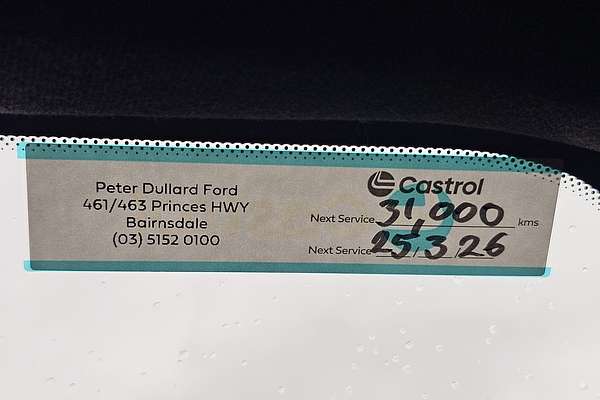 Peter Dullard Ford
461/463 Princes HWY
Bairnsdale
(03) 5152 0100
Castrol
Next Service 31,000 kms
Next Service 25/3/26